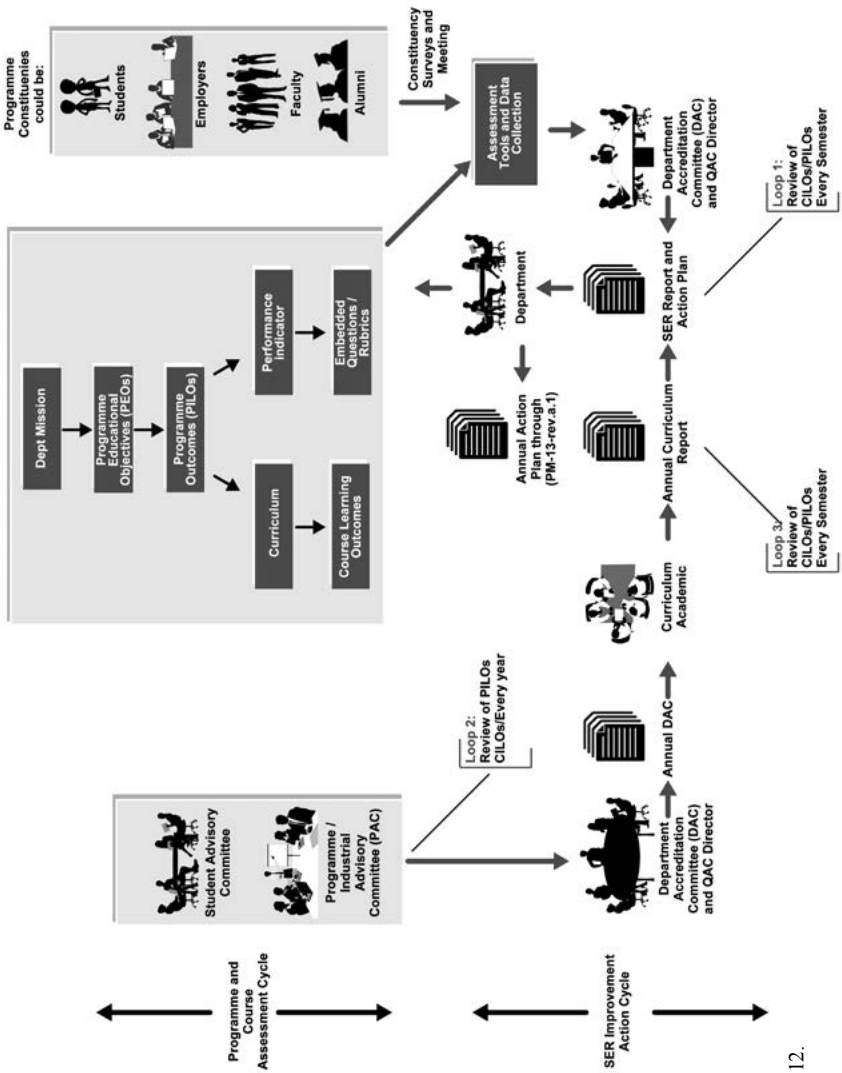 Programme and
Course
Assessment Cycle
SER Improvement
Action Cycle
Student Advisory
Committee
Programme /
Industrial
Advisory
Committee (PAC)
Loop 2:
Review of PILOs
CILOs/Every year
Department
Accreditation
Committee (DAC)
and QAC Director
Annual DAC
Curriculum
Academic
Annual Curriculum
Report
Loop 3:
Review of
CILOs/PILOs
Every Semester
Dept Mission
Programme
Educational
Objectives (PEOs)
Programme
Outcomes (PILOs)
Curriculum
Course Learning
Outcomes
Performance
indicator
Embedded
Questions /
Rubrics
Annual Action
Plan through
(PM-13-rev.a.1)
Department
SER Report and
Action Plan
Loop 1:
Review of
CILOs/PILOs
Every Semester
Programme
Constituenies
could be:
Students
Employers
Faculty
Alumni
Constituency
Surveys and
Meeting
Assessment
Tools and Data
Collection
Department
Accreditation
Committee (DAC)
and QAC Director
12.